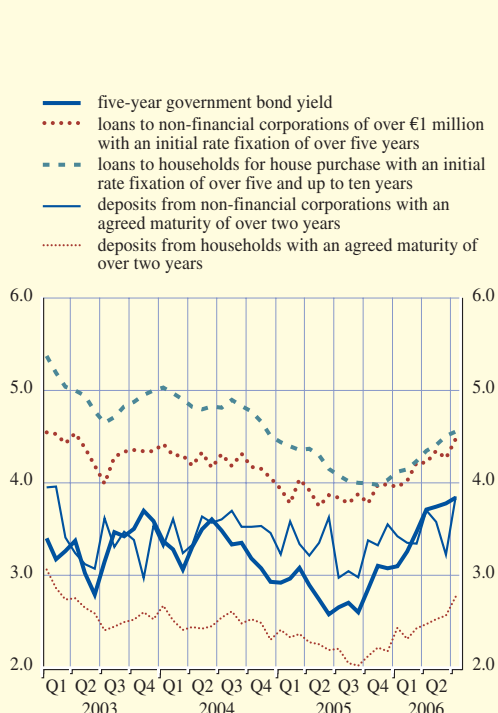 five-year government bond yield
loans to non-financial corporations of over €1 million
with an initial rate fixation of over five years
loans to households for house purchase with an initial
rate fixation of over five and up to ten years
deposits from non-financial corporations with an
agreed maturity of over two years
deposits from households with an agreed maturity of
over two years
6.0 6.0
5.0 5.0
4.0 4.0
3.0 3.0
2.0 2.0
Q1 Q2 Q3 Q4 Q1 Q2 Q3 Q4 Q1 Q2 Q3 Q4 Q1 Q2
2003 2004 2005 2006